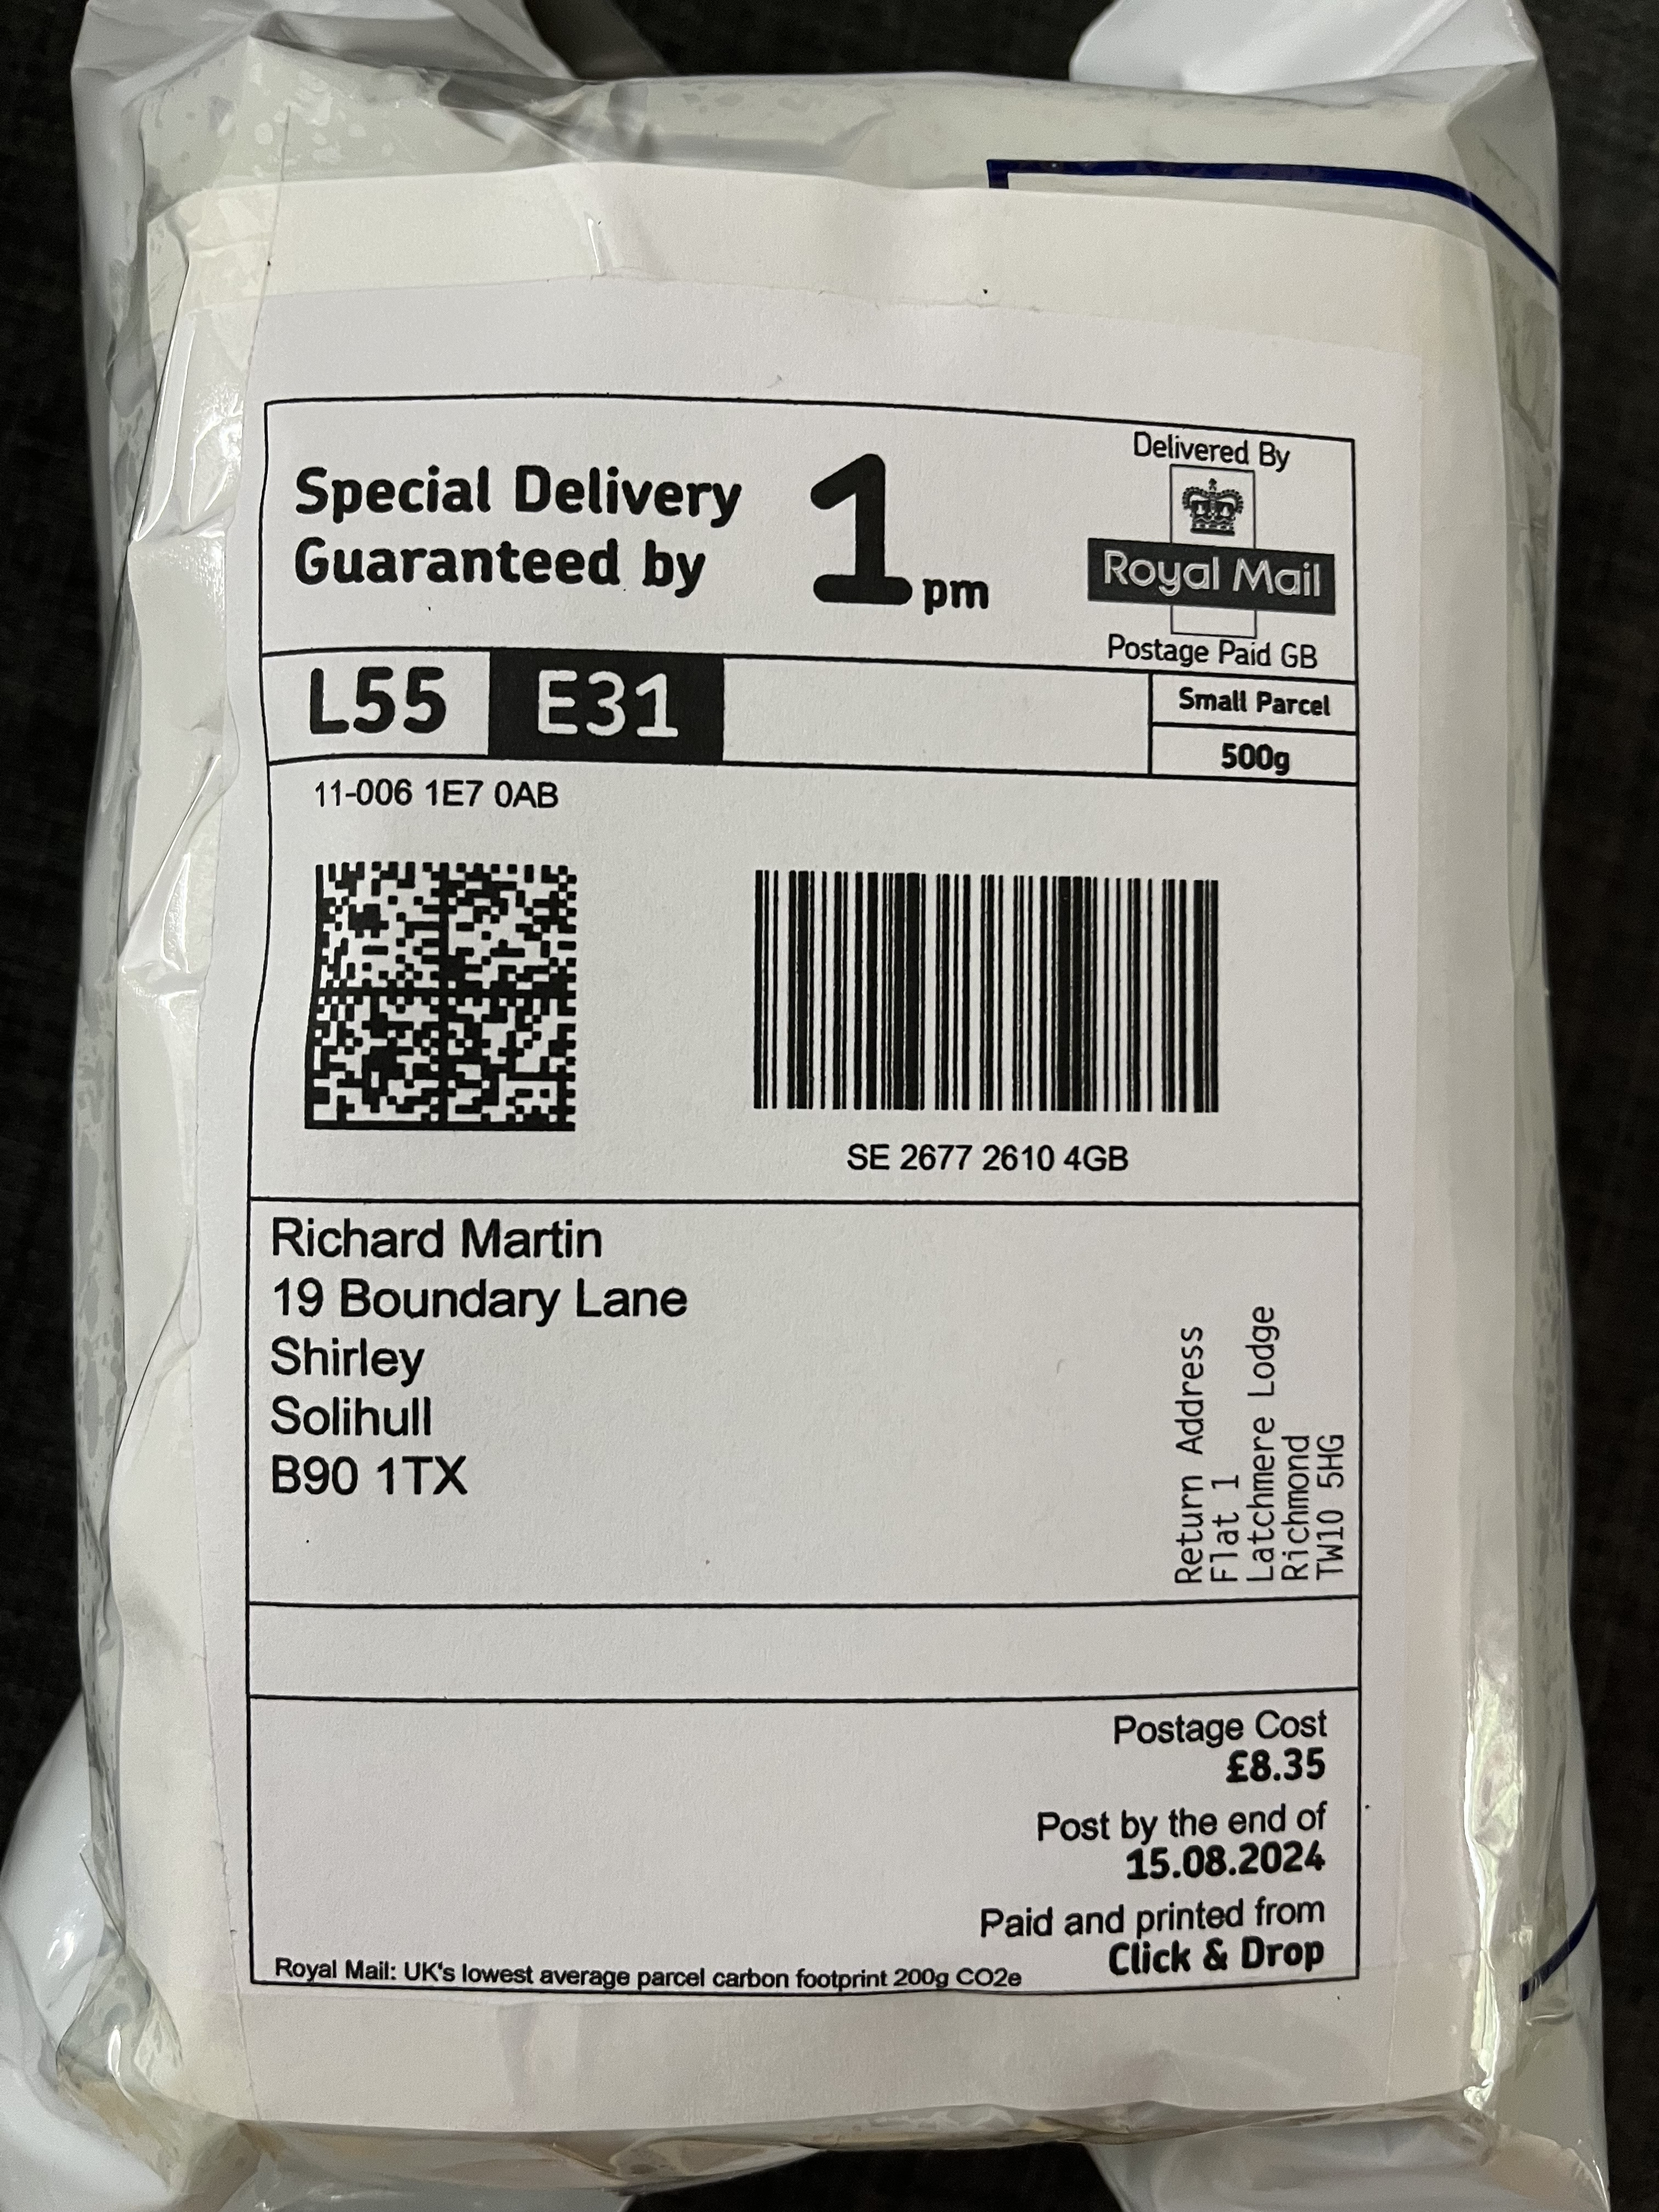 Special Delivery
Guaranteed by
1pm
Delivered By
Royal Mail
Postage Paid GB
L55 E31
Small Parcel
500g
11-006 1E7 0AB
SE 2677 2610 4GB
Richard Martin
19 Boundary Lane
Shirley
Solihull
B90 1TX
Return Address
Flat 1
Latchmere Lodge
Richmond
TW10 5HG
Postage Cost
£8.35
Post by the end of
15.08.2024
Paid and printed from
Click & Drop
Royal Mail: UK's lowest average parcel carbon footprint 200g CO2e